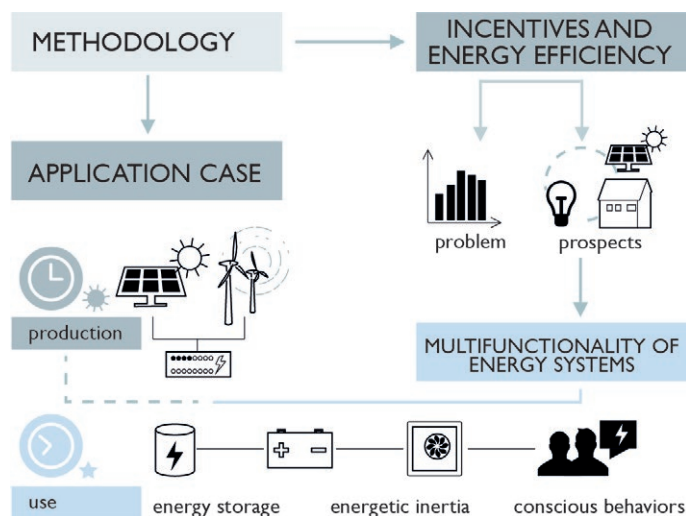 METHODOLOGY
INCENTIVES AND
ENERGY EFFICIENCY
APPLICATION CASE
problem
prospects
production
MULTIFUNCTIONALITY OF
ENERGY SYSTEMS
use
energy storage
energetic inertia
conscious behaviors